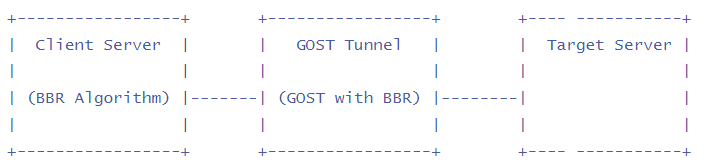 Client Server GOST Tunnel Target Server
(BBR Algorithm) (GOST with BBR)